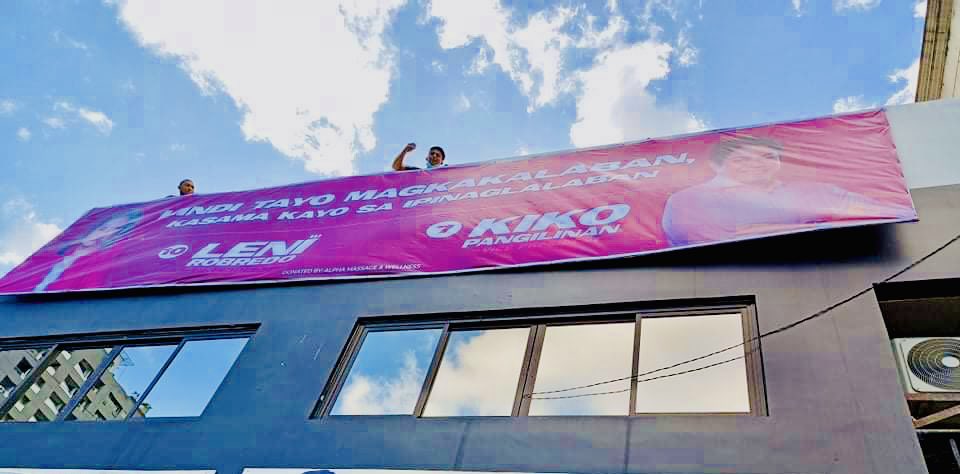 HINDI TAYO MAGKAKALABAN,
KASAMA KAYO SA IPINAGLALABAN
10 LENI
ROBREDO
7 KIKO
PANGILINAN
DONATED BY: ALPHA MASSAGE & WELLNESS